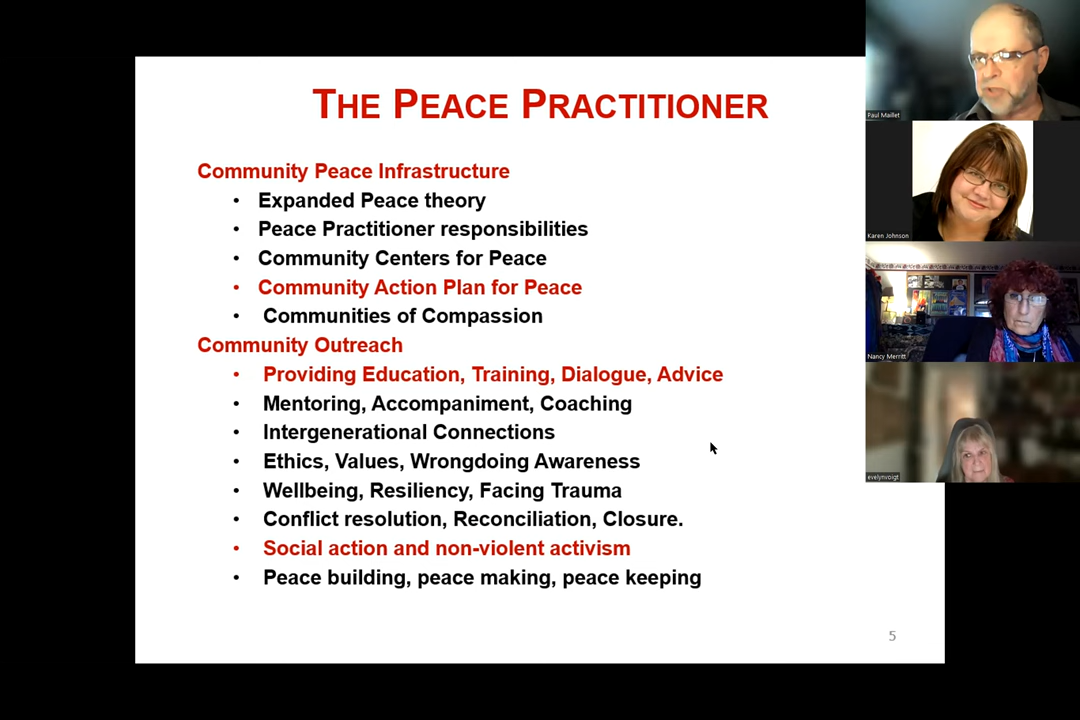 THE PEACE PRACTITIONER
Community Peace Infrastructure
• Expanded Peace theory
• Peace Practitioner responsibilities
• Community Centers for Peace
• Community Action Plan for Peace
• Communities of Compassion
Community Outreach
• Providing Education, Training, Dialogue, Advice
• Mentoring, Accompaniment, Coaching
• Intergenerational Connections
• Ethics, Values, Wrongdoing Awareness
• Wellbeing, Resiliency, Facing Trauma
• Conflict resolution, Reconciliation, Closure.
• Social action and non-violent activism
• Peace building, peace making, peace keeping
5
Paul Maillet
Karen Johnson
Nancy Merritt
evelynvoigt